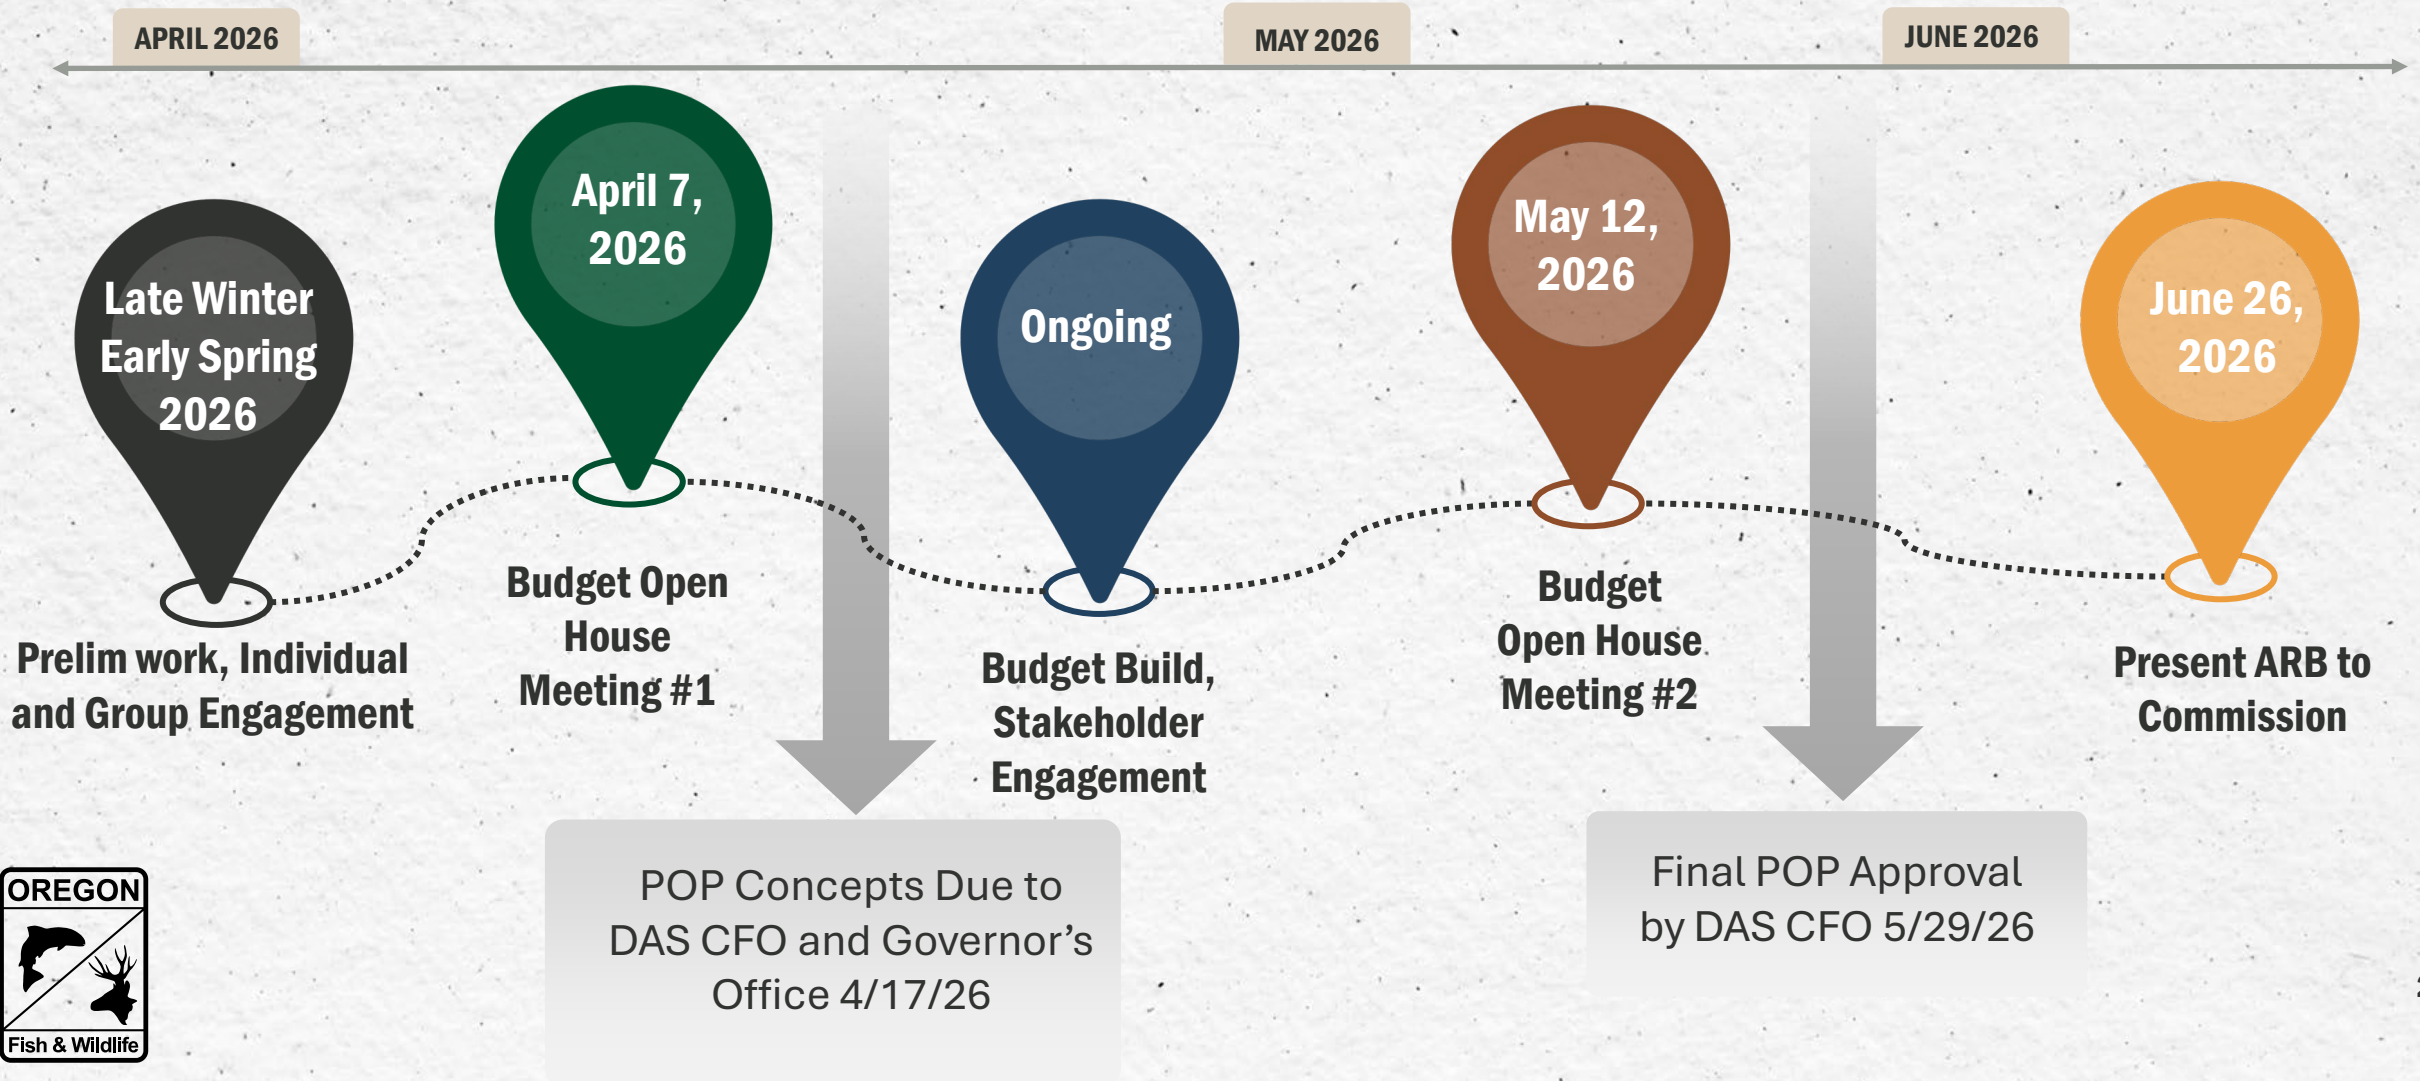 APRIL 2026
MAY 2026
JUNE 2026
Late Winter
Early Spring
2026
Prelim work, Individual
and Group Engagement
April 7,
2026
Budget Open
House
Meeting #1
POP Concepts Due to
DAS CFO and Governor’s
Office 4/17/26
Ongoing
Budget Build,
Stakeholder
Engagement
May 12,
2026
Budget
Open House
Meeting #2
Final POP Approval
by DAS CFO 5/29/26
June 26,
2026
Present ARB to
Commission
OREGON
Fish & Wildlife